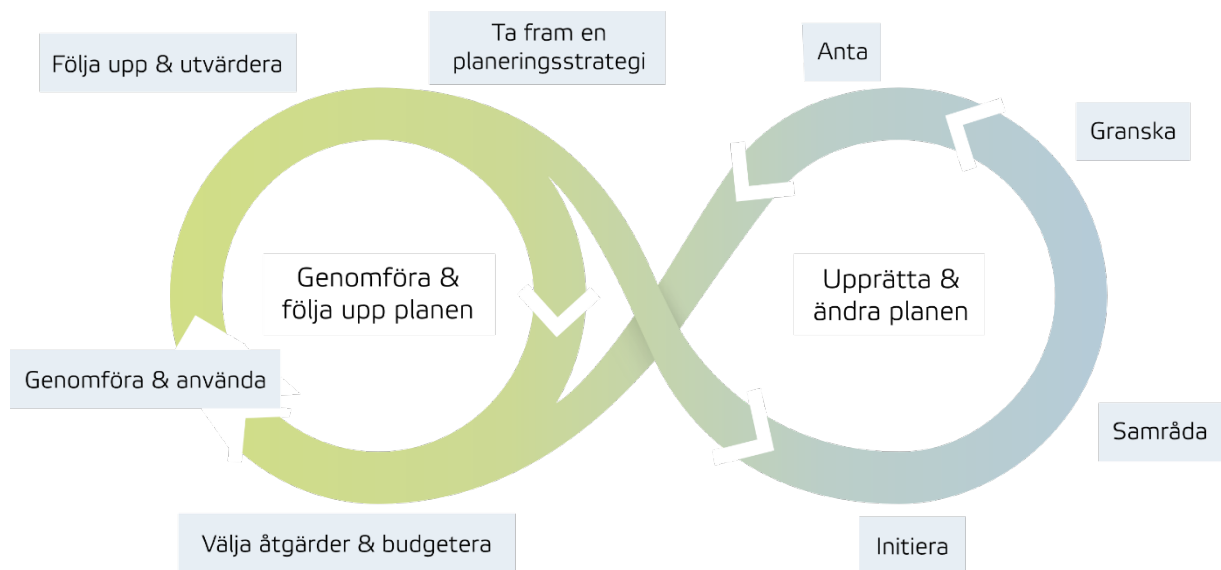 Ta fram en
planeringsstrategi
Anta
Följa upp & utvärdera
Granska
Genomföra &
följa upp planen
Upprätta &
ändra planen
Genomföra & använda
Samråda
Välja åtgärder & budgetera
Initiera